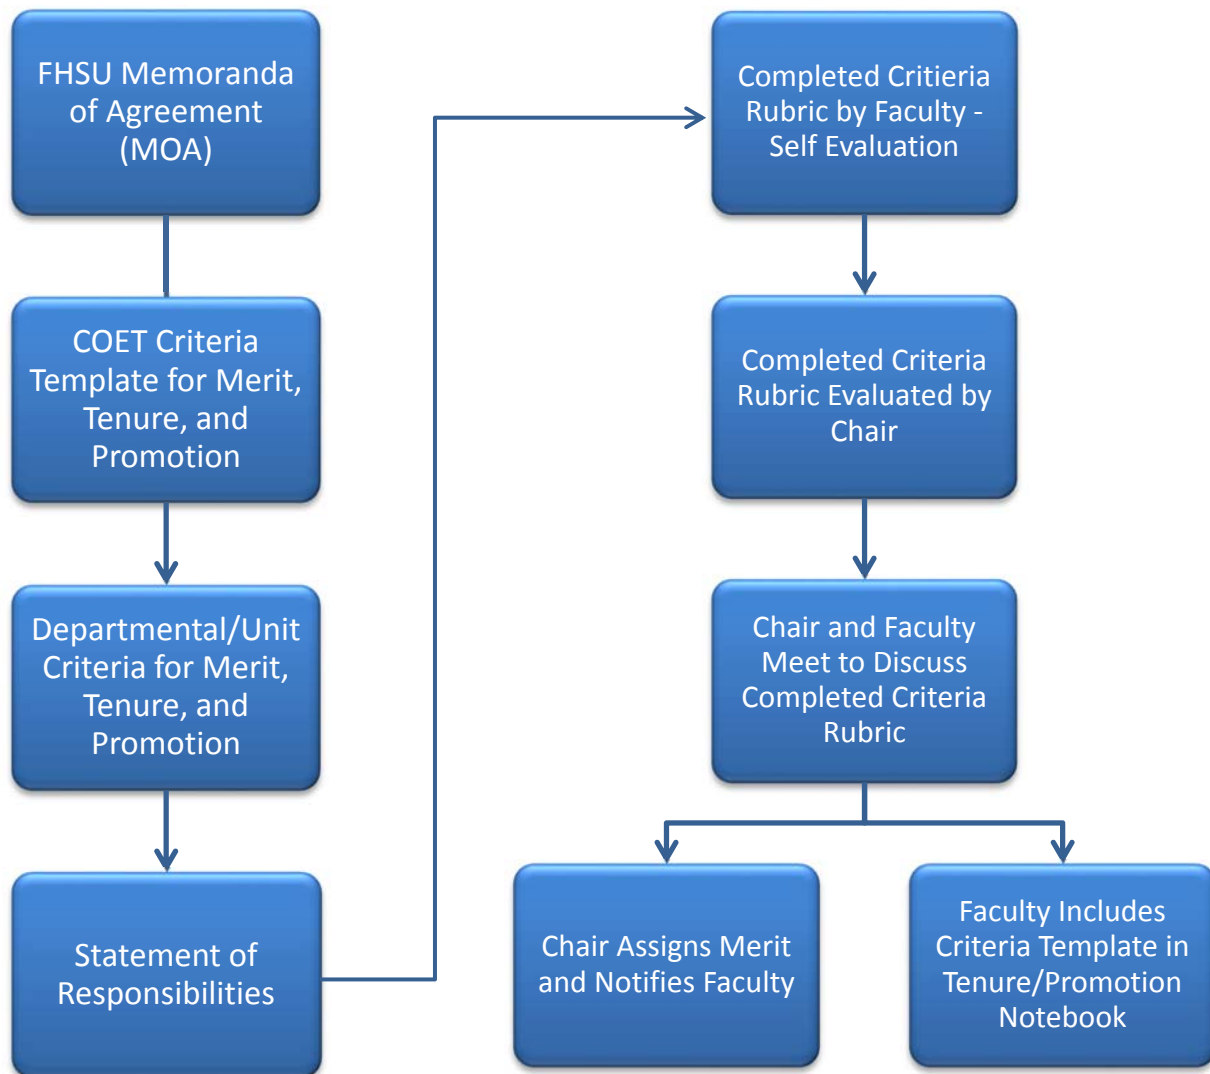 FHSU Memoranda
of Agreement
(MOA)
COET Criteria
Template for Merit,
Tenure, and
Promotion
Departmental/Unit
Criteria for Merit,
Tenure, and
Promotion
Statement of
Responsibilities
Completed Critieria
Rubric by Faculty -
Self Evaluation
Completed Criteria
Rubric Evaluated by
Chair
Chair and Faculty
Meet to Discuss
Completed Criteria
Rubric
Chair Assigns Merit
and Notifies Faculty
Faculty Includes
Criteria Template in
Tenure/Promotion
Notebook